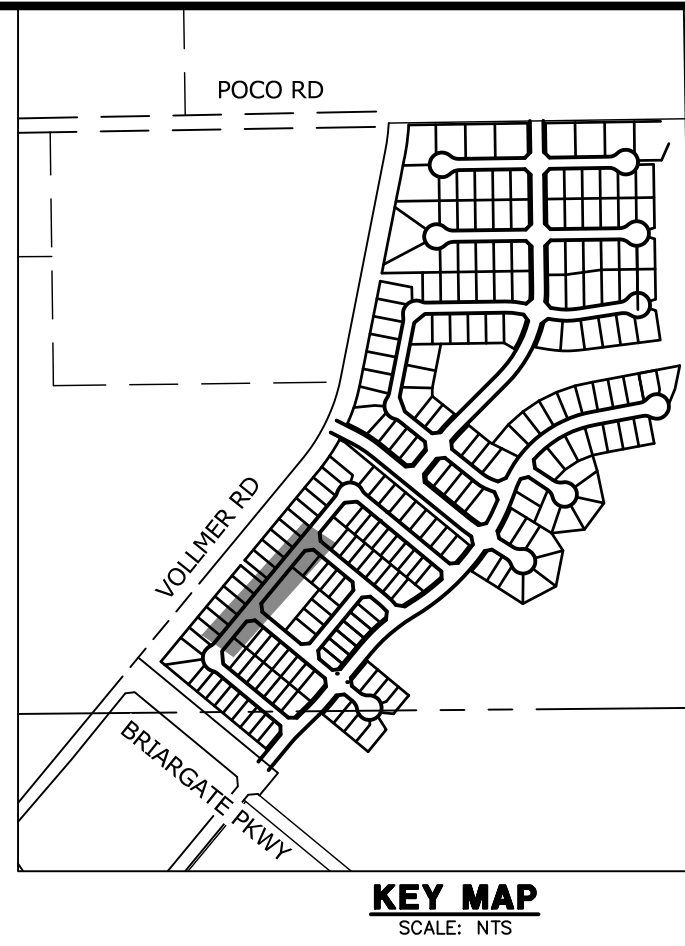 POCO RD
VOLLMER RD
BRIARGATE PKWY
KEY MAP
SCALE: NTS